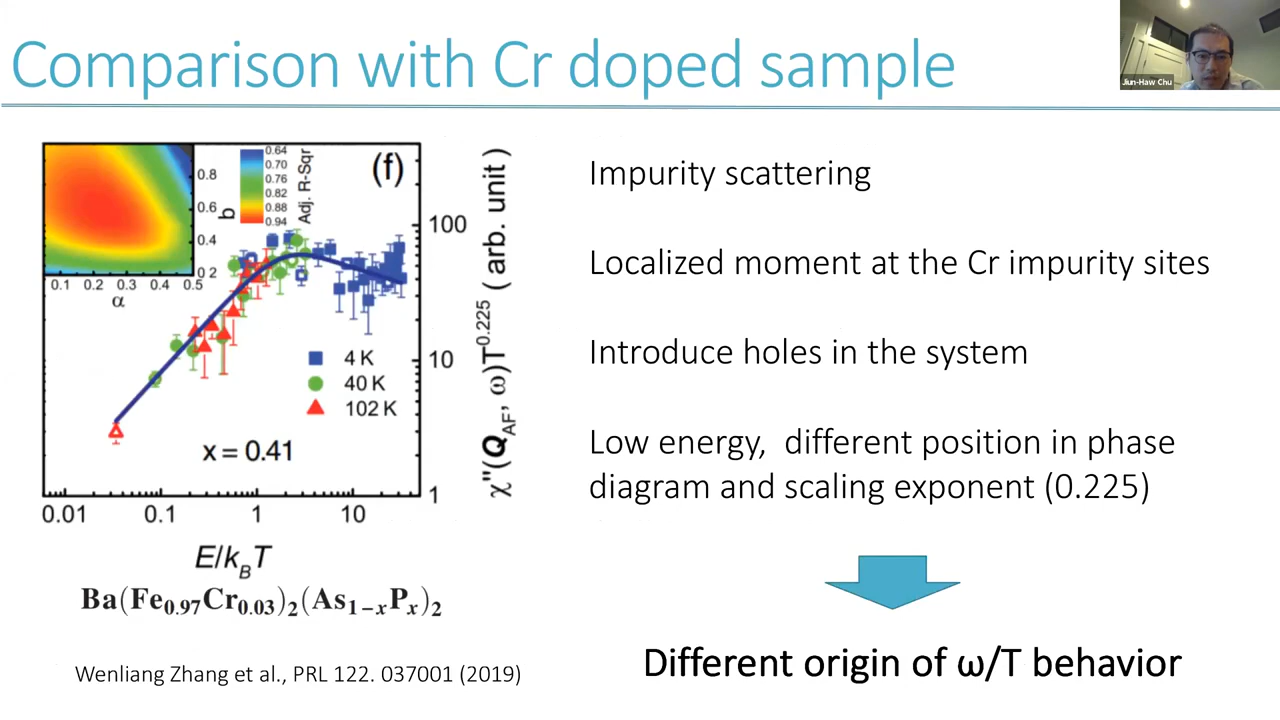 Comparison with Cr doped sample
Jiun-Haw Chu
(f)
0.64
0.70
0.76
0.82
0.88
0.94
Adj. R-Sqr
0.8
0.6
0.4
0.2
b
0.1 0.2 0.3 0.4 0.5
α
100
10
1
χ"(Q_AF, ω)T^0.225 ( arb. unit )
4 K
40 K
102 K
x = 0.41
0.01 0.1 1 10
E/k_BT
Ba(Fe₀.₉₇Cr₀.₀₃)₂(As₁₋ₓPₓ)₂
Wenliang Zhang et al., PRL 122. 037001 (2019)
Impurity scattering
Localized moment at the Cr impurity sites
Introduce holes in the system
Low energy,  different position in phase
diagram and scaling exponent (0.225)
Different origin of ω/T behavior